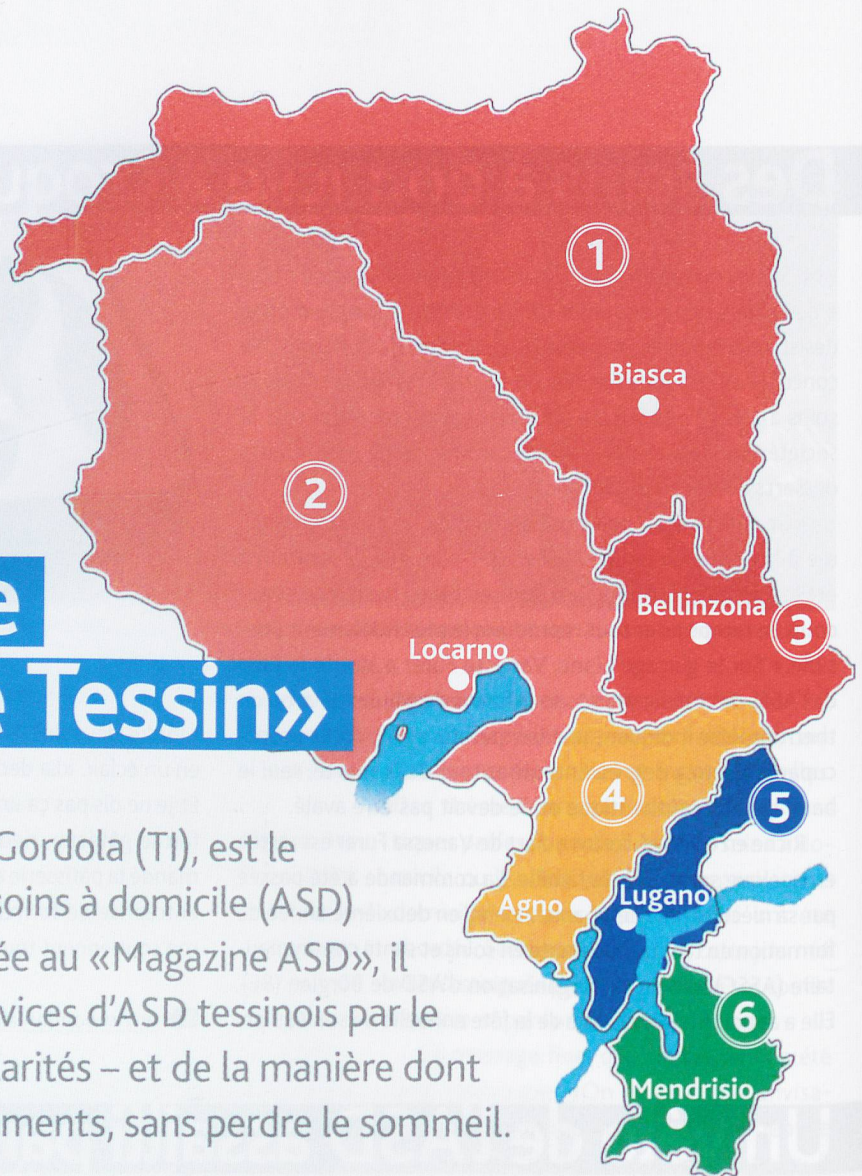 1
Biasca
2
Bellinzona
3
Locarno
e
e Tessin»
4
5
Gordola (TI), est le
soins à domicile (ASD)
Agno
Lugano
ée au «Magazine ASD», il
vices d'ASD tessinois par le
6
arités – et de la manière dont
Mendrisio
ments, sans perdre le sommeil.